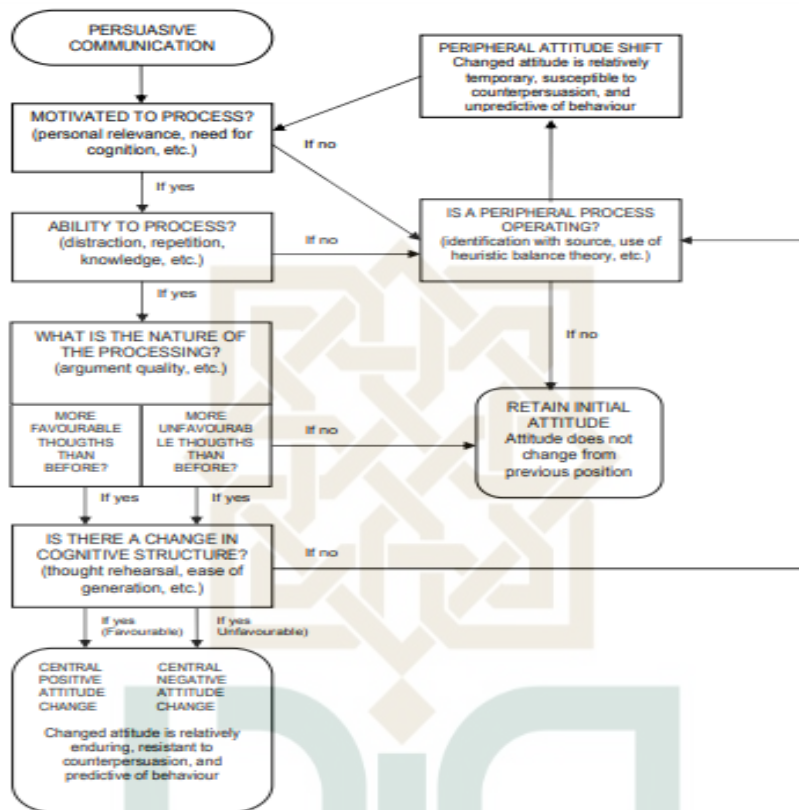 PERSUASIVE
COMMUNICATION
PERIPHERAL ATTITUDE SHIFT
Changed attitude is relatively
temporary, susceptible to
counterpersuasion, and
unpredictive of behaviour
MOTIVATED TO PROCESS?
(personal relevance, need for
cognition, etc.)
If no
If yes
ABILITY TO PROCESS?
(distraction, repetition,
knowledge, etc.)
If no
IS A PERIPHERAL PROCESS
OPERATING?
(identification with source, use of
heuristic balance theory, etc.)
If yes
If no
WHAT IS THE NATURE OF
THE PROCESSING?
(argument quality, etc.)
MORE
FAVOURABLE
THOUGTHS
THAN
BEFORE?
MORE
UNFAVOURAB
LE THOUGTHS
THAN
BEFORE?
If no
RETAIN INITIAL
ATTITUDE
Attitude does not
change from
previous position
If yes
If yes
IS THERE A CHANGE IN
COGNITIVE STRUCTURE?
(thought rehearsal, ease of
generation, etc.)
If no
If yes
(Favourable)
If yes
Unfavourable)
CENTRAL
POSITIVE
ATTITUDE
CHANGE
CENTRAL
NEGATIVE
ATTITUDE
CHANGE
Changed attitude is relatively
enduring, resistant to
counterpersuasion, and
predictive of behaviour